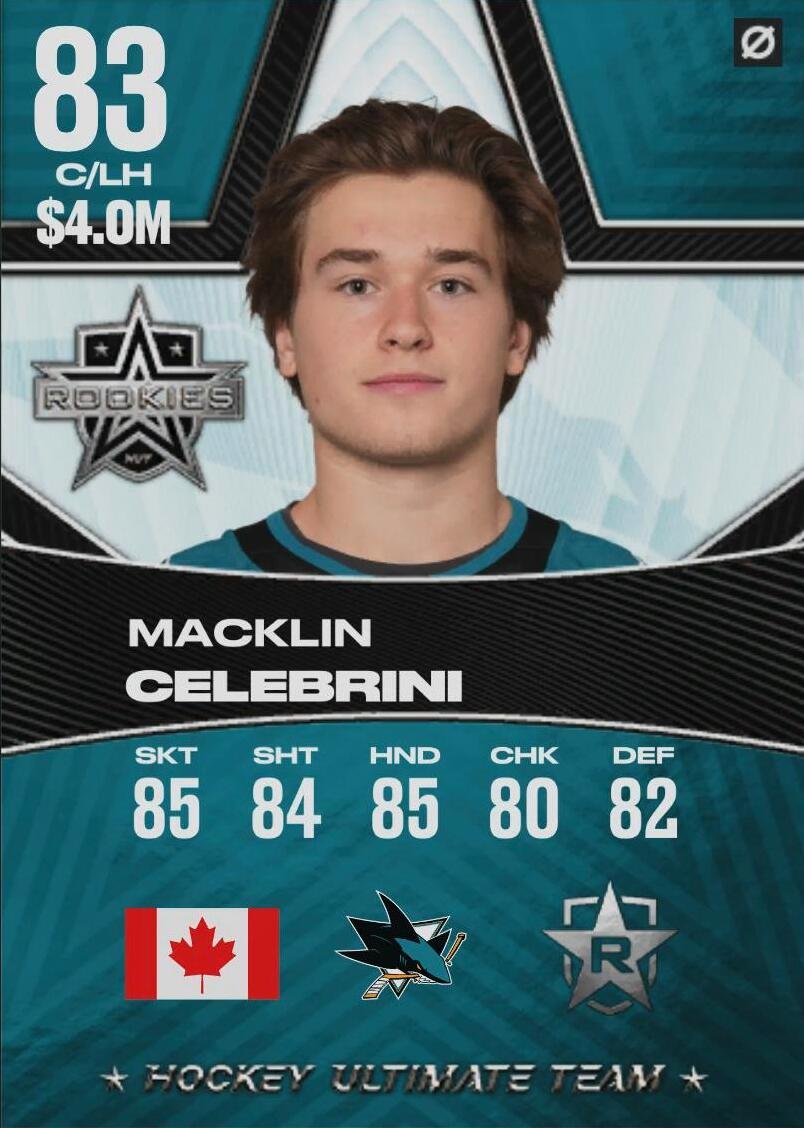 83
C/LH
$4.0M
ROOKIES
HUT
MACKLIN
CELEBRINI
SKT SHT HND CHK DEF
85 84 85 80 82
R
★ HOCKEY ULTIMATE TEAM ★